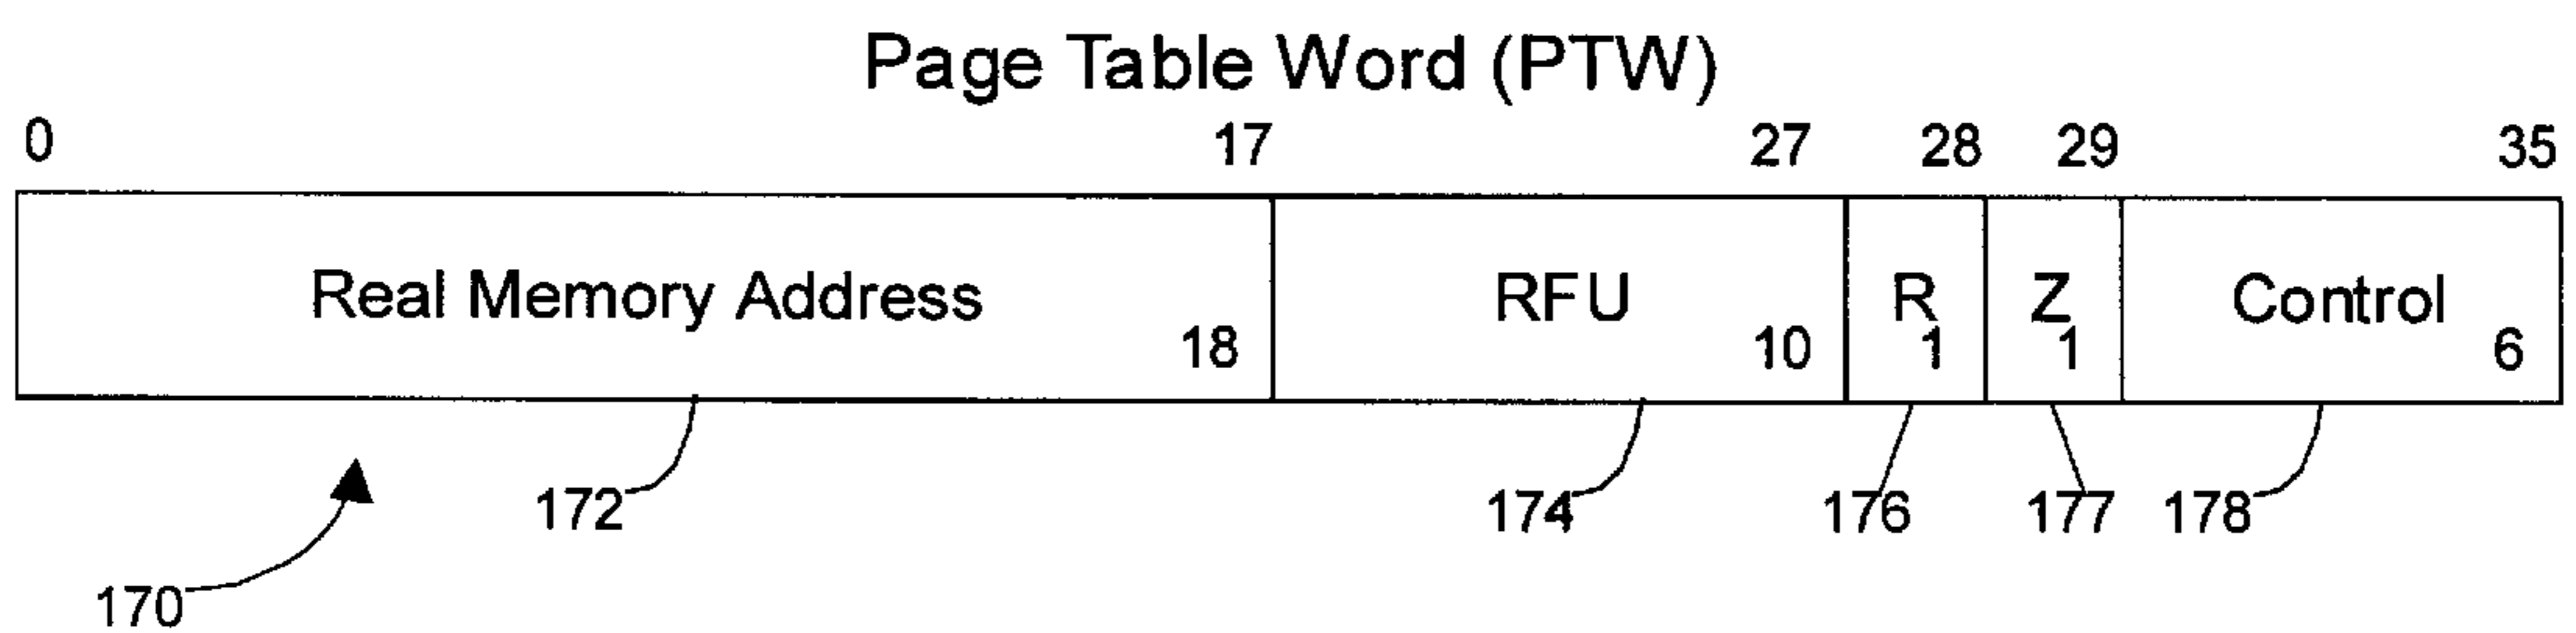 Page Table Word (PTW)
0 17 27 28 29 35
Real Memory Address RFU R Z Control
18 10 1 1 6
172 174 176 177 178
170